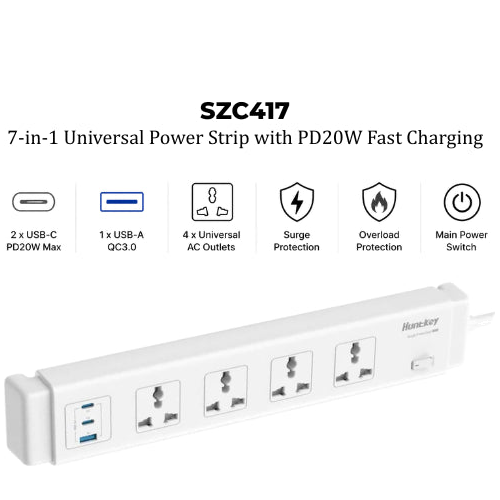 SZC417
7-in-1 Universal Power Strip with PD20W Fast Charging
2 x USB-C
PD20W Max
1 x USB-A
QC3.0
4 x Universal
AC Outlets
Surge
Protection
Overload
Protection
Main Power
Switch
Huntkey